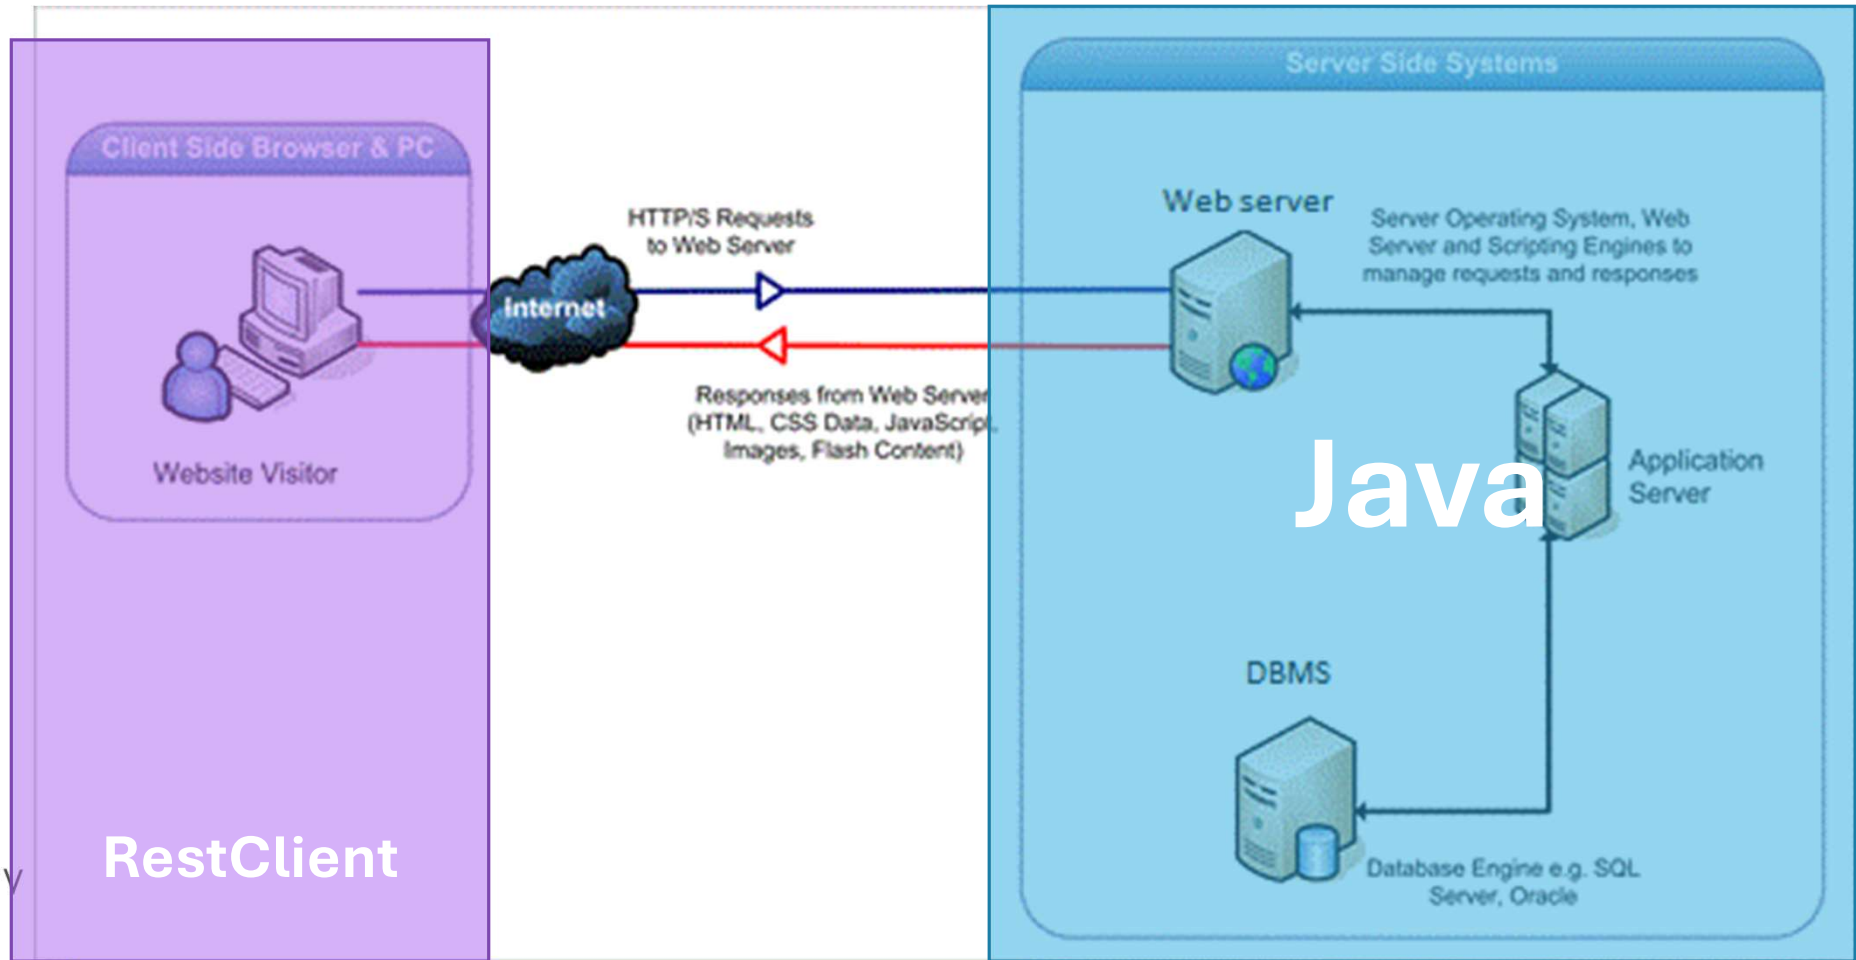 Server Side Systems
Client Side Browser & PC
Web server
HTTP/S Requests
to Web Server
Server Operating System, Web
Server and Scripting Engines to
manage requests and responses
Internet
Responses from Web Server
(HTML, CSS Data, JavaScript,
Images, Flash Content)
Website Visitor
Java
Application
Server
DBMS
RestClient
Database Engine e.g. SQL
Server, Oracle
y